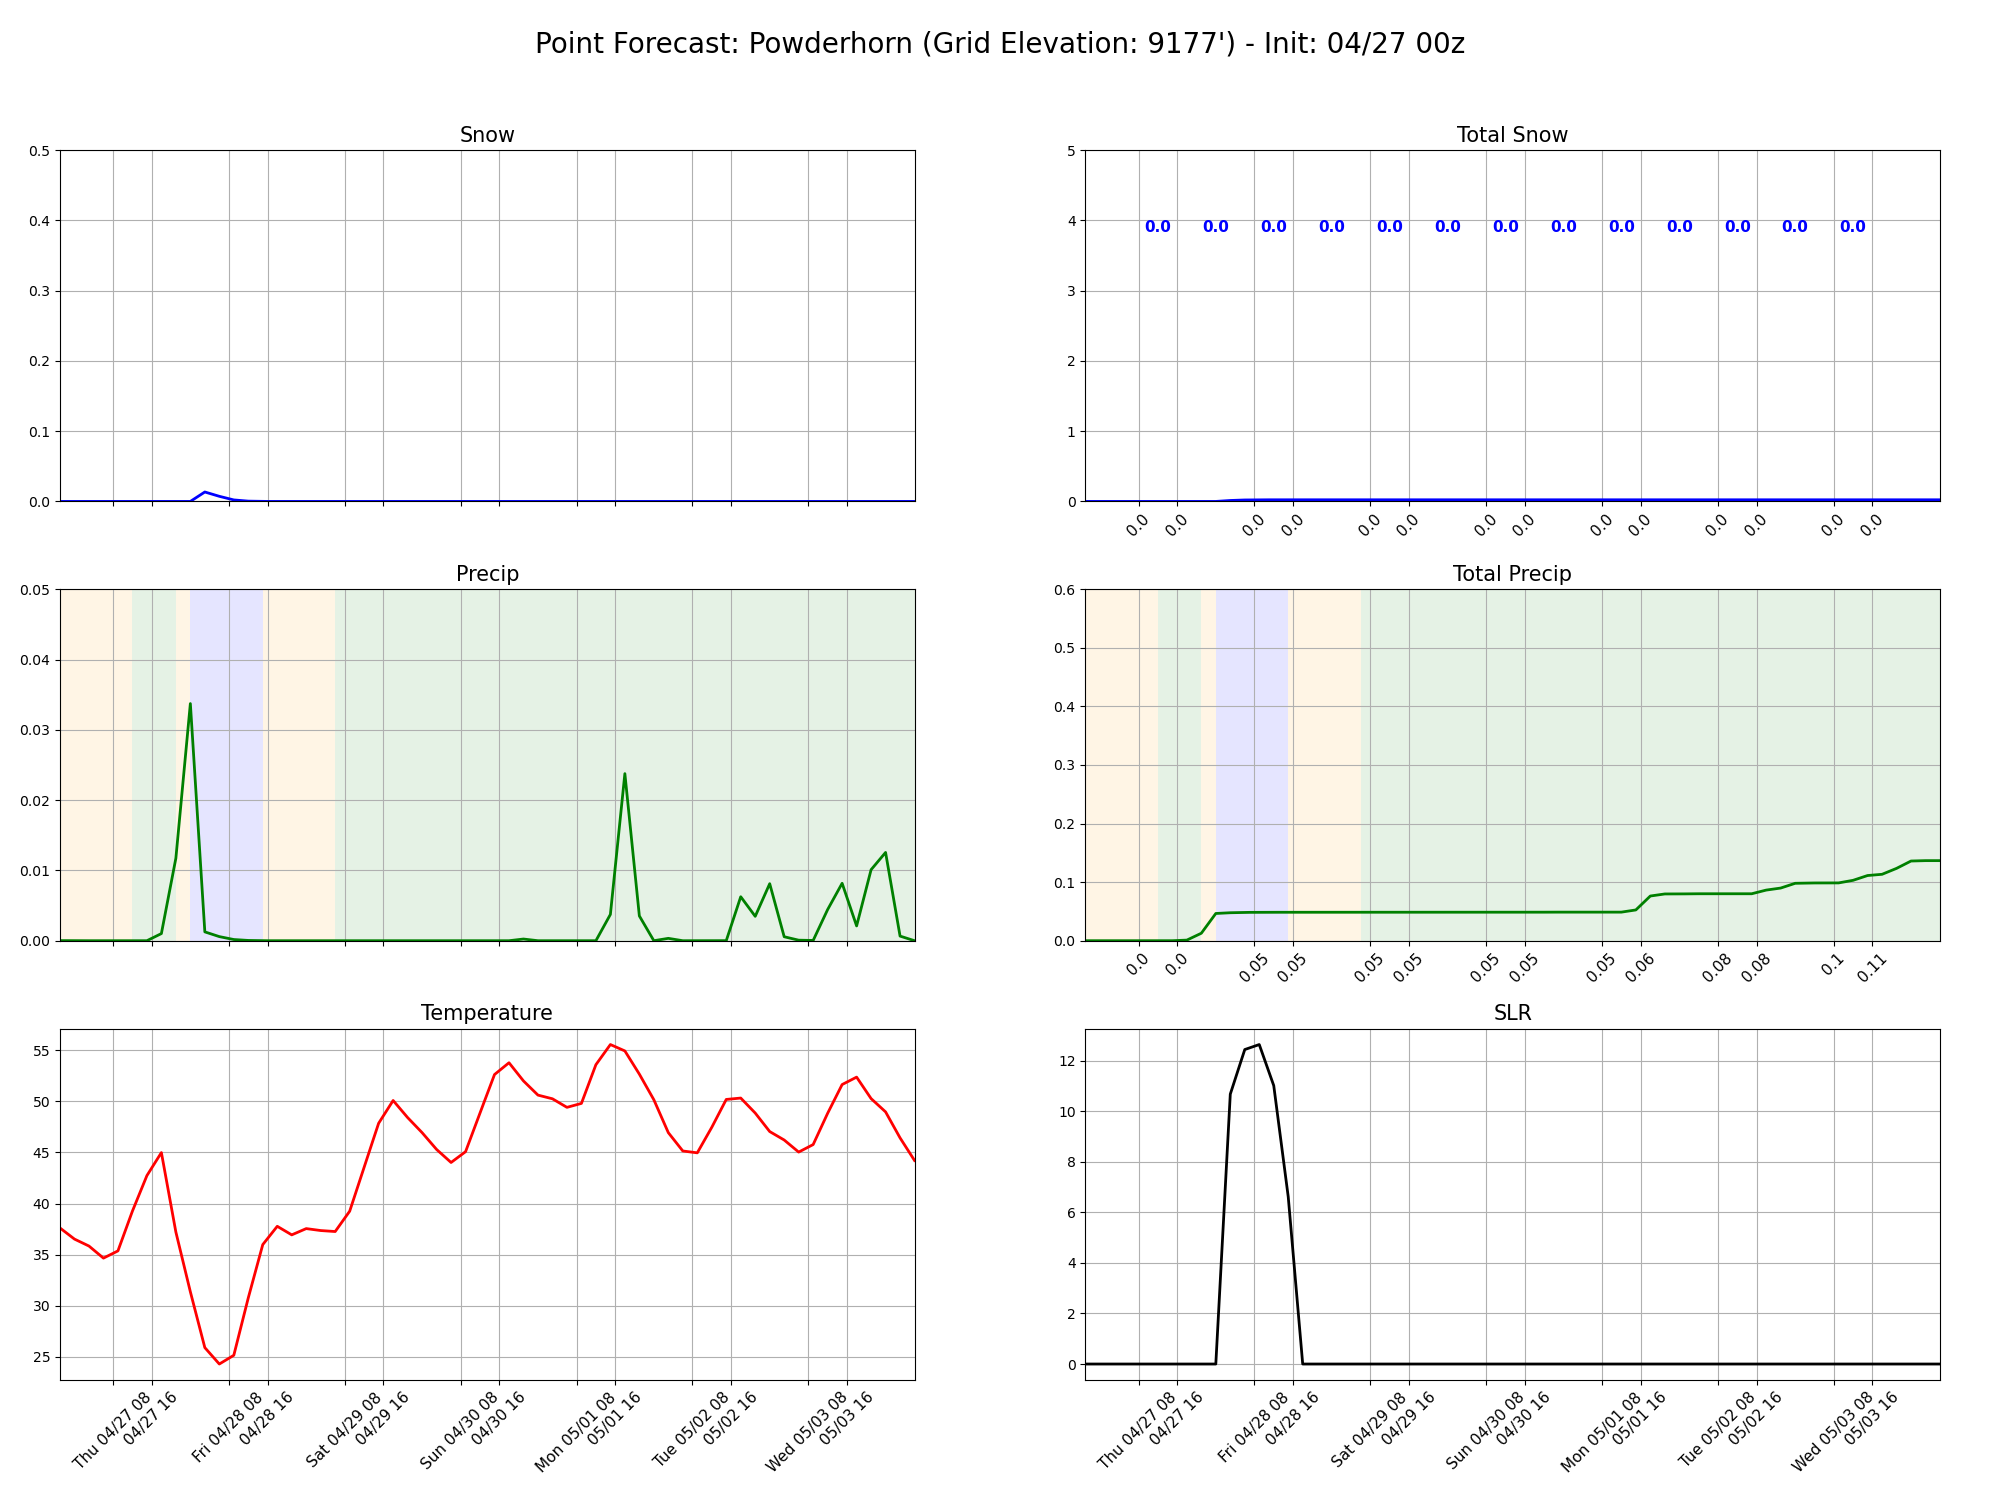 Point Forecast: Powderhorn (Grid Elevation: 9177') - Init: 04/27 00z
Snow
0.5
0.4
0.3
0.2
0.1
0.0
Total Snow
5
4
3
2
1
0
0.0 0.0 0.0 0.0 0.0 0.0 0.0 0.0 0.0 0.0 0.0 0.0 0.0
0.0 0.0 0.0 0.0 0.0 0.0 0.0 0.0 0.0 0.0 0.0 0.0 0.0 0.0
Precip
0.05
0.04
0.03
0.02
0.01
0.00
Total Precip
0.6
0.5
0.4
0.3
0.2
0.1
0.0
0.0 0.0 0.05 0.05 0.05 0.05 0.05 0.05 0.05 0.06 0.08 0.08 0.1 0.11
Temperature
55
50
45
40
35
30
25
Thu 04/27 08
04/27 16
Fri 04/28 08
04/28 16
Sat 04/29 08
04/29 16
Sun 04/30 08
04/30 16
Mon 05/01 08
05/01 16
Tue 05/02 08
05/02 16
Wed 05/03 08
05/03 16
SLR
12
10
8
6
4
2
0
Thu 04/27 08
04/27 16
Fri 04/28 08
04/28 16
Sat 04/29 08
04/29 16
Sun 04/30 08
04/30 16
Mon 05/01 08
05/01 16
Tue 05/02 08
05/02 16
Wed 05/03 08
05/03 16